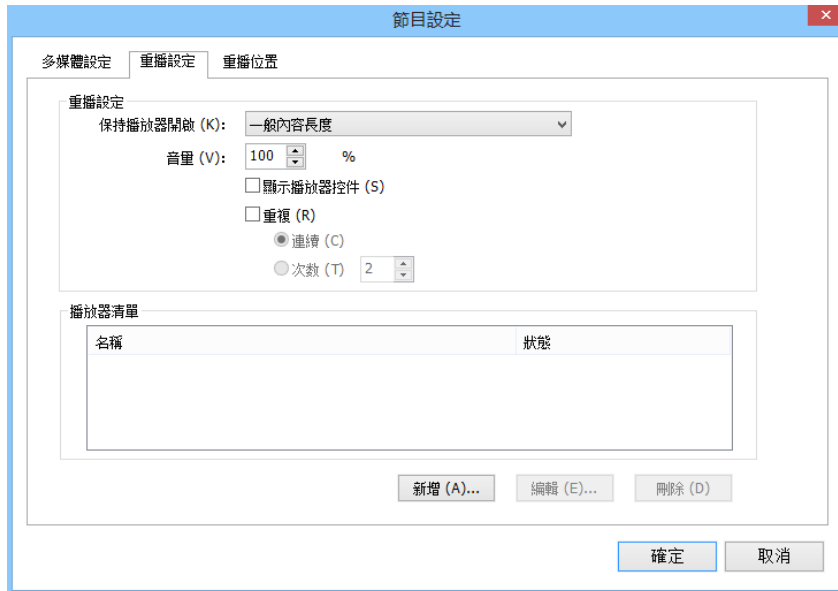 節目設定
多媒體設定 重播設定 重播位置
重播設定
保持播放器開啟 (K): 一般內容長度
音量 (V): 100 %
顯示播放器控件 (S)
重複 (R)
連續 (C)
次數 (T) 2
播放器清單
名稱 狀態
新增 (A)... 編輯 (E)... 刪除 (D)
確定 取消